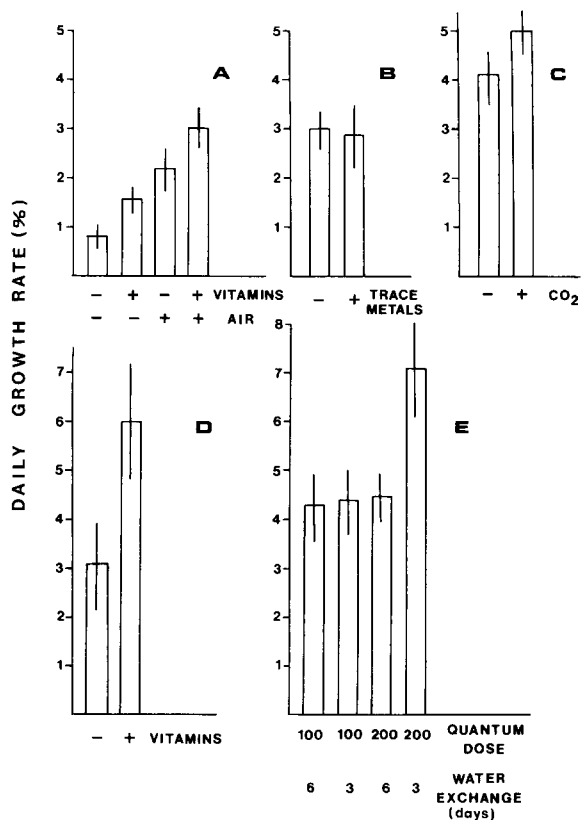 DAILY GROWTH RATE (%)
A
5
4
3
2
1
− + − + VITAMINS
− − + + AIR
B
5
4
3
2
1
− + TRACE
METALS
C
5
4
3
2
1
− + CO₂
D
7
6
5
4
3
2
1
− + VITAMINS
E
8
7
6
5
4
3
2
1
100 100 200 200 QUANTUM
DOSE
6 3 6 3 WATER
EXCHANGE
(days)